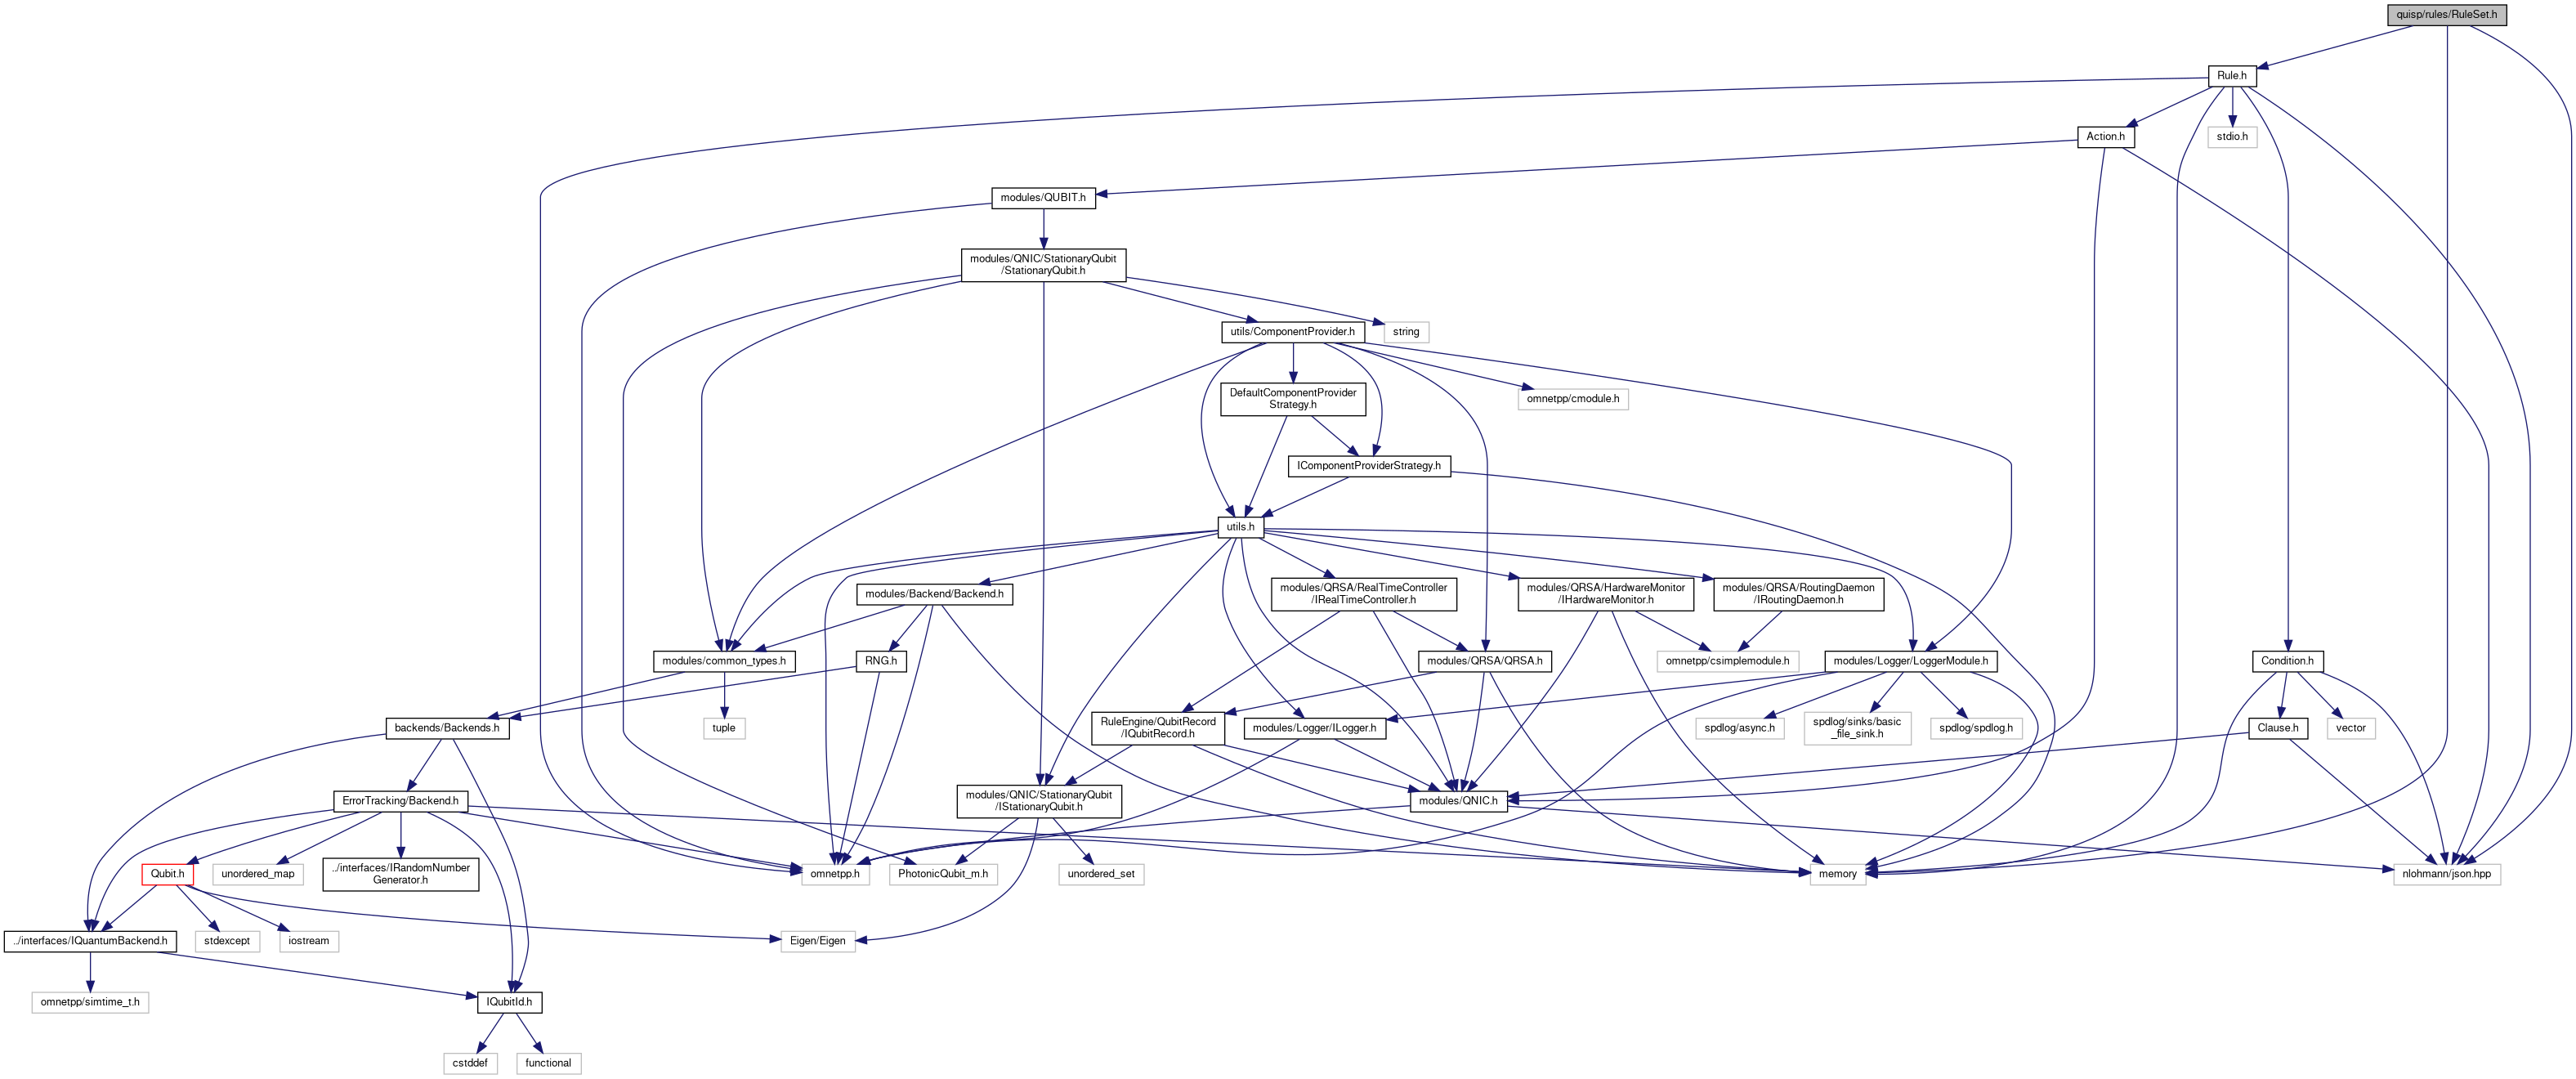 quisp/rules/RuleSet.h
Rule.h
Action.h
stdio.h
modules/QUBIT.h
modules/QNIC/StationaryQubit
/StationaryQubit.h
utils/ComponentProvider.h
string
DefaultComponentProvider
Strategy.h
omnetpp/cmodule.h
IComponentProviderStrategy.h
utils.h
modules/Backend/Backend.h
modules/QRSA/RealTimeController
/IRealTimeController.h
modules/QRSA/HardwareMonitor
/IHardwareMonitor.h
modules/QRSA/RoutingDaemon
/IRoutingDaemon.h
modules/common_types.h
RNG.h
modules/QRSA/QRSA.h
omnetpp/csimplemodule.h
modules/Logger/LoggerModule.h
Condition.h
backends/Backends.h
tuple
RuleEngine/QubitRecord
/IQubitRecord.h
modules/Logger/ILogger.h
spdlog/async.h
spdlog/sinks/basic
_file_sink.h
spdlog/spdlog.h
Clause.h
vector
ErrorTracking/Backend.h
modules/QNIC/StationaryQubit
/IStationaryQubit.h
modules/QNIC.h
Qubit.h
unordered_map
../interfaces/IRandomNumber
Generator.h
omnetpp.h
PhotonicQubit_m.h
unordered_set
memory
nlohmann/json.hpp
../interfaces/IQuantumBackend.h
stdexcept
iostream
Eigen/Eigen
omnetpp/simtime_t.h
IQubitId.h
cstddef
functional